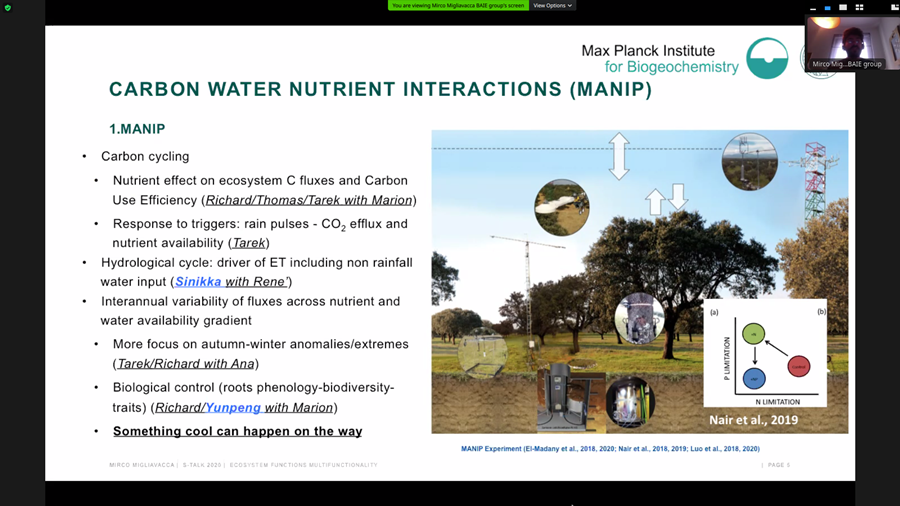 You are viewing Mirco Migliavacca BAIE group's screen
View Options
Mirco Mig...BAIE group
Max Planck Institute
for Biogeochemistry
CARBON WATER NUTRIENT INTERACTIONS (MANIP)
1.MANIP
• Carbon cycling
• Nutrient effect on ecosystem C fluxes and Carbon
Use Efficiency (Richard/Thomas/Tarek with Marion)
• Response to triggers: rain pulses - CO2 efflux and
nutrient availability (Tarek)
• Hydrological cycle: driver of ET including non rainfall
water input (Sinikka with Rene')
• Interannual variability of fluxes across nutrient and
water availability gradient
• More focus on autumn-winter anomalies/extremes
(Tarek/Richard with Ana)
• Biological control (roots phenology-biodiversity-
traits) (Richard/Yunpeng with Marion)
• Something cool can happen on the way
(a)
(b)
P LIMITATION
N LIMITATION
Nair et al., 2019
MANIP Experiment (El-Madany et al., 2018, 2020; Nair et al., 2018, 2019; Luo et al., 2018, 2020)
MIRCO MIGLIAVACCA | S-TALK 2020 | ECOSYSTEM FUNCTIONS MULTIFUNCTIONALITY
| PAGE 5